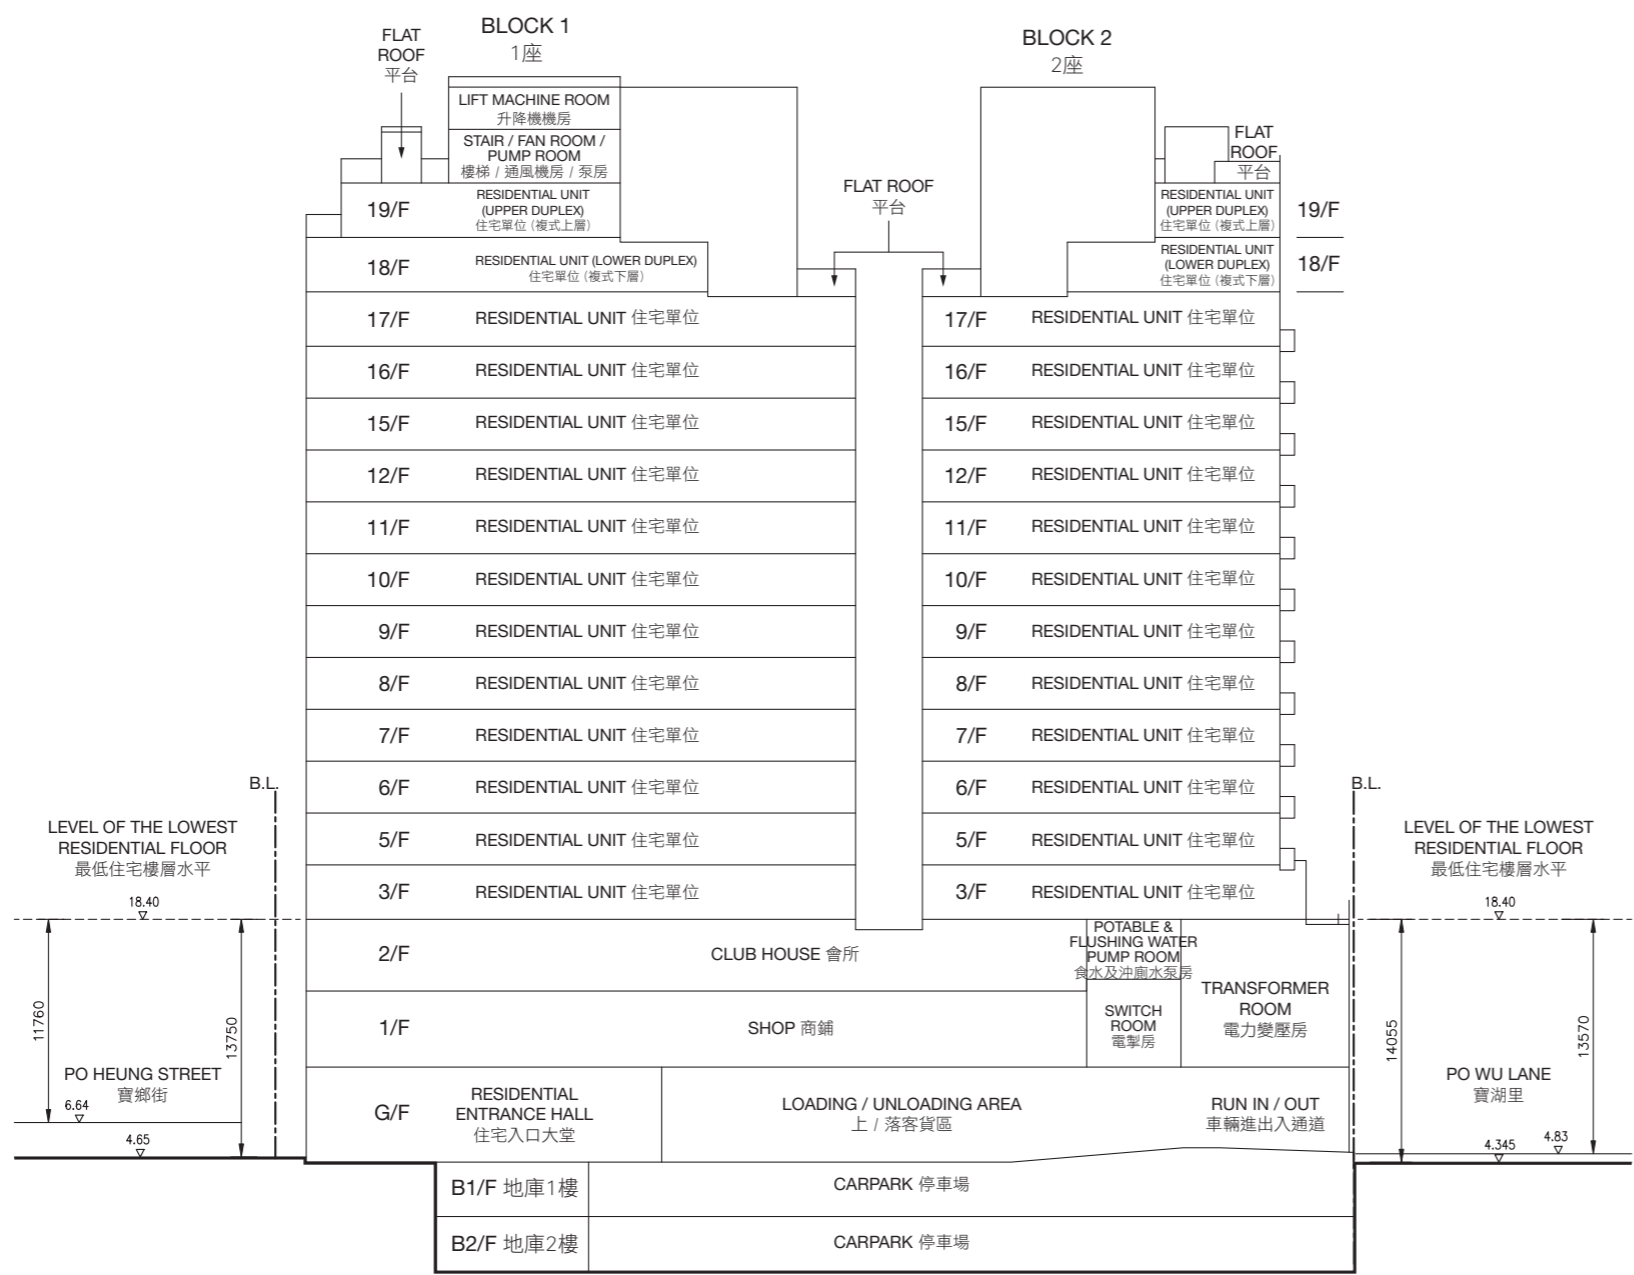 BLOCK 1
1座
BLOCK 2
2座
FLAT
ROOF
平台
LIFT MACHINE ROOM
升降機機房
STAIR / FAN ROOM /
PUMP ROOM
樓梯 / 通風機房 / 泵房
FLAT
ROOF
平台
FLAT ROOF
平台
19/F
RESIDENTIAL UNIT
(UPPER DUPLEX)
住宅單位 (複式上層)
RESIDENTIAL UNIT
(UPPER DUPLEX)
住宅單位 (複式上層)
19/F
18/F
RESIDENTIAL UNIT (LOWER DUPLEX)
住宅單位 (複式下層)
RESIDENTIAL UNIT
(LOWER DUPLEX)
住宅單位 (複式下層)
18/F
17/F RESIDENTIAL UNIT 住宅單位
17/F RESIDENTIAL UNIT 住宅單位
16/F RESIDENTIAL UNIT 住宅單位
16/F RESIDENTIAL UNIT 住宅單位
15/F RESIDENTIAL UNIT 住宅單位
15/F RESIDENTIAL UNIT 住宅單位
12/F RESIDENTIAL UNIT 住宅單位
12/F RESIDENTIAL UNIT 住宅單位
11/F RESIDENTIAL UNIT 住宅單位
11/F RESIDENTIAL UNIT 住宅單位
10/F RESIDENTIAL UNIT 住宅單位
10/F RESIDENTIAL UNIT 住宅單位
9/F RESIDENTIAL UNIT 住宅單位
9/F RESIDENTIAL UNIT 住宅單位
8/F RESIDENTIAL UNIT 住宅單位
8/F RESIDENTIAL UNIT 住宅單位
7/F RESIDENTIAL UNIT 住宅單位
7/F RESIDENTIAL UNIT 住宅單位
6/F RESIDENTIAL UNIT 住宅單位
6/F RESIDENTIAL UNIT 住宅單位
5/F RESIDENTIAL UNIT 住宅單位
5/F RESIDENTIAL UNIT 住宅單位
3/F RESIDENTIAL UNIT 住宅單位
3/F RESIDENTIAL UNIT 住宅單位
B.L.
B.L.
LEVEL OF THE LOWEST
RESIDENTIAL FLOOR
最低住宅樓層水平
18.40
LEVEL OF THE LOWEST
RESIDENTIAL FLOOR
最低住宅樓層水平
18.40
2/F
CLUB HOUSE 會所
POTABLE &
FLUSHING WATER
PUMP ROOM
食水及沖廁水泵房
TRANSFORMER
ROOM
電力變壓房
1/F
SHOP 商鋪
SWITCH
ROOM
電掣房
11760
13750
14055
13570
PO HEUNG STREET
寶鄉街
6.64
4.65
G/F
RESIDENTIAL
ENTRANCE HALL
住宅入口大堂
LOADING / UNLOADING AREA
上 / 落客貨區
RUN IN / OUT
車輛進出入通道
PO WU LANE
寶湖里
4.83
4.345
B1/F 地庫1樓
CARPARK 停車場
B2/F 地庫2樓
CARPARK 停車場